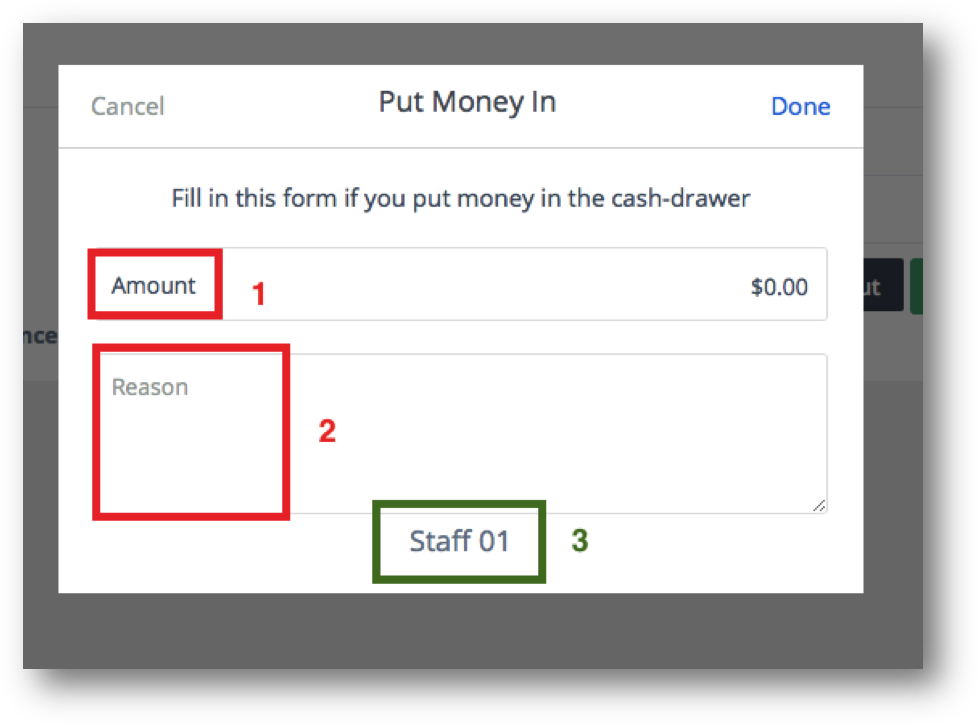 Cancel
Put Money In
Done
Fill in this form if you put money in the cash-drawer
Amount
1
$0.00
ut
nce
Reason
2
Staff 01
3